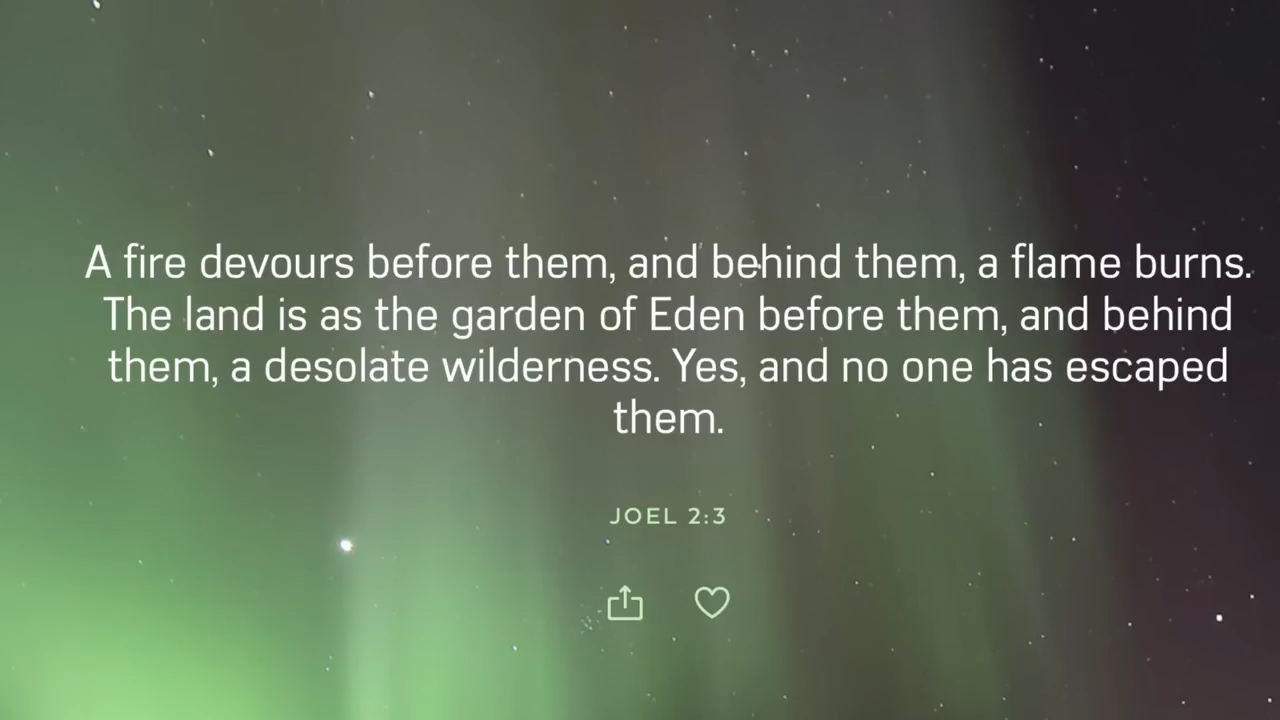 A fire devours before them, and behind them, a flame burns.
The land is as the garden of Eden before them, and behind
them, a desolate wilderness. Yes, and no one has escaped
them.
JOEL 2:3